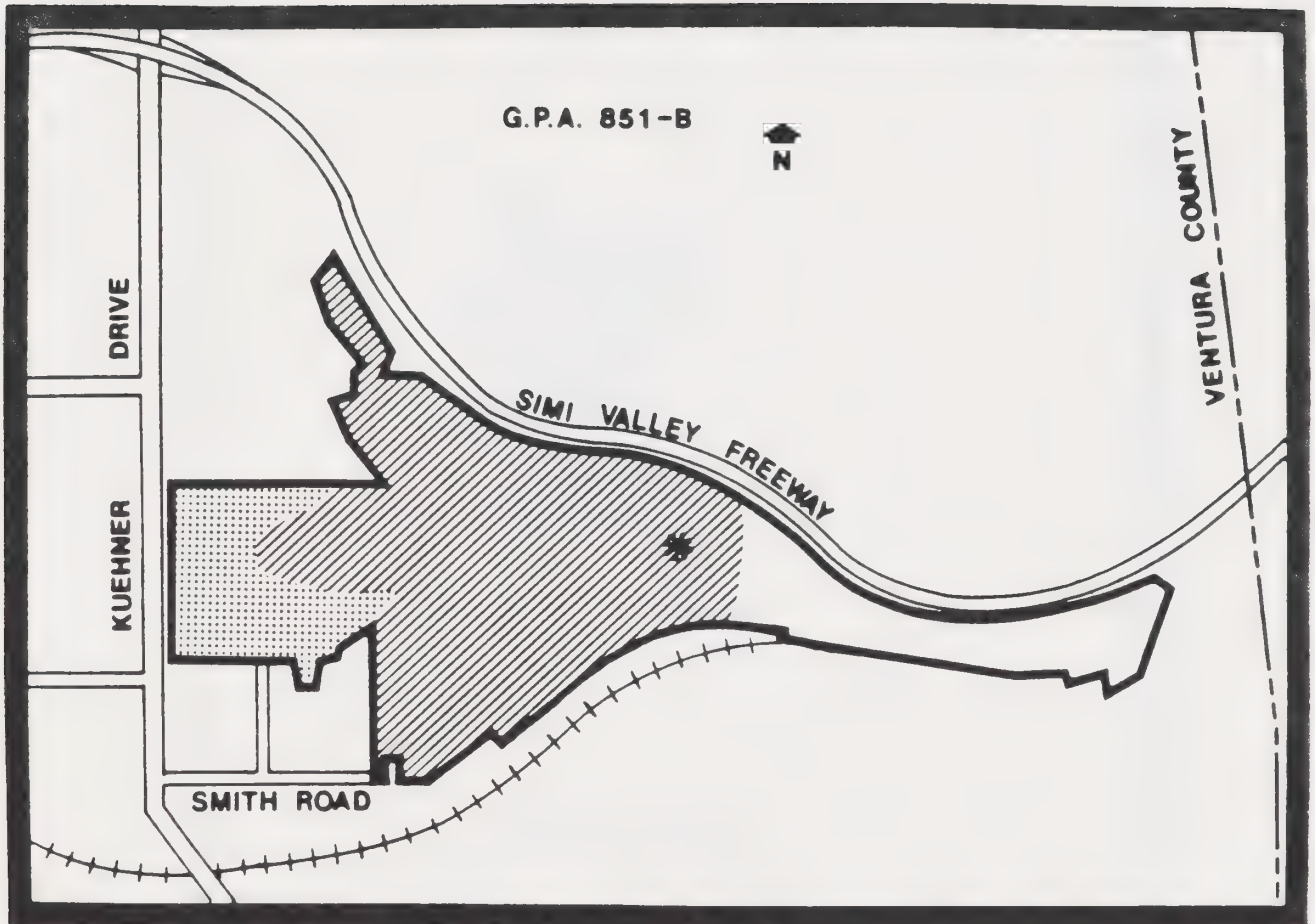 G.P.A. 851-B
N
VENTURA COUNTY
DRIVE
SIMI VALLEY FREEWAY
KUEHNER
SMITH ROAD